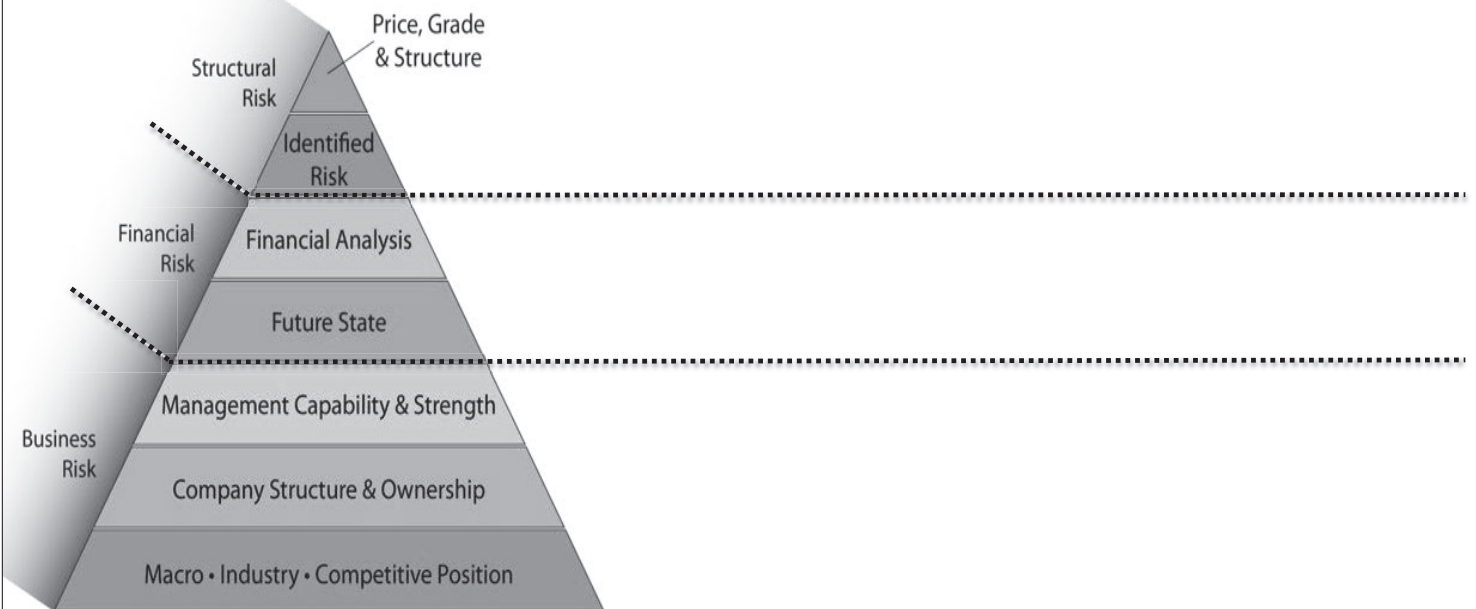 Price, Grade
& Structure
Structural
Risk
Identified
Risk
Financial
Risk
Financial Analysis
Future State
Management Capability & Strength
Business
Risk
Company Structure & Ownership
Macro • Industry • Competitive Position